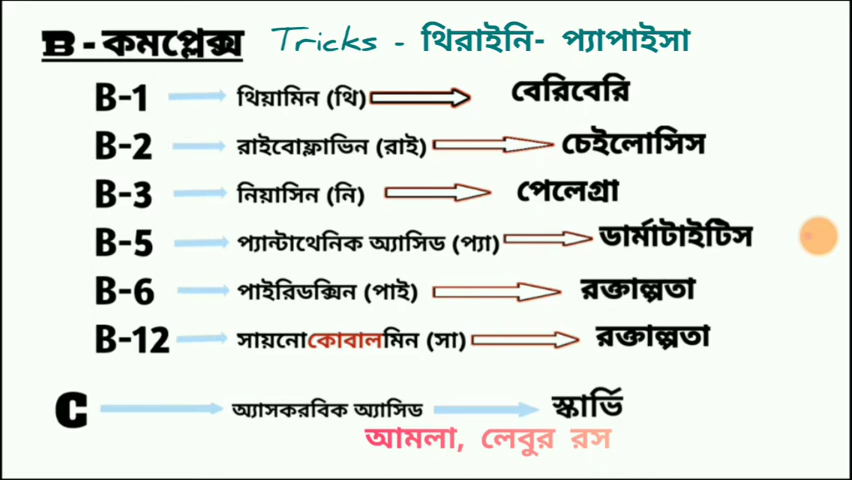 B - কমপ্লেক্স Tricks - থিরাইনি- প্যাপাইসা
B-1 থিয়ামিন (থি) বেরিবেরি
B-2 রাইবোফ্লাভিন (রাই) চেইলোসিস
B-3 নিয়াসিন (নি) পেলেগ্রা
B-5 প্যান্টাথেনিক অ্যাসিড (প্যা) ডার্মাটাইটিস
B-6 পাইরিডক্সিন (পাই) রক্তাল্পতা
B-12 সায়নোকোবালমিন (সা) রক্তাল্পতা
C অ্যাসকরবিক অ্যাসিড স্কার্ভি
আমলা, লেবুর রস